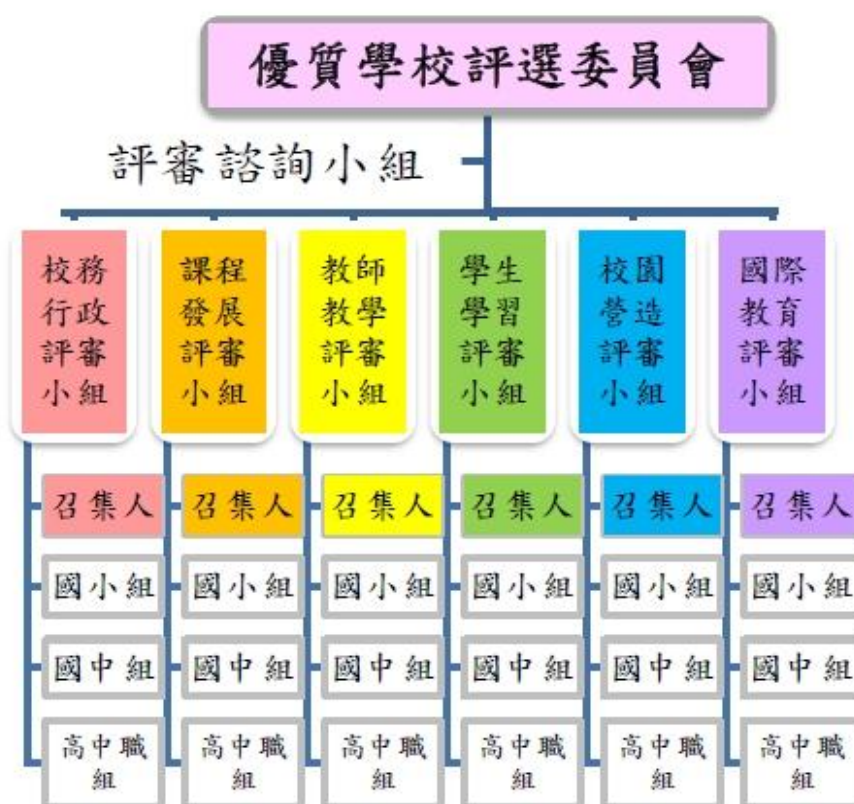 優質學校評選委員會
評審諮詢小組
校務
行政
評審
小組
課程
發展
評審
小組
教師
教學
評審
小組
學生
學習
評審
小組
校園
營造
評審
小組
國際
教育
評審
小組
召集人 召集人 召集人 召集人 召集人 召集人
國小組 國小組 國小組 國小組 國小組 國小組
國中組 國中組 國中組 國中組 國中組 國中組
高中職 高中職 高中職 高中職 高中職 高中職
組 組 組 組 組 組